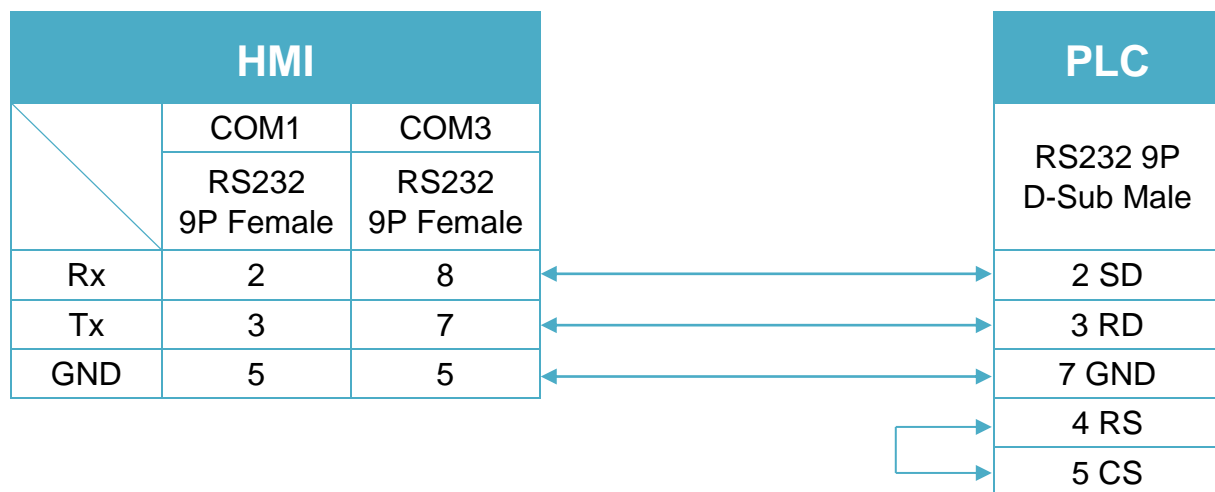 HMI
PLC
COM1 COM3
RS232
9P Female
RS232
9P Female
RS232 9P
D-Sub Male
Rx 2 8 2 SD
Tx 3 7 3 RD
GND 5 5 7 GND
4 RS
5 CS